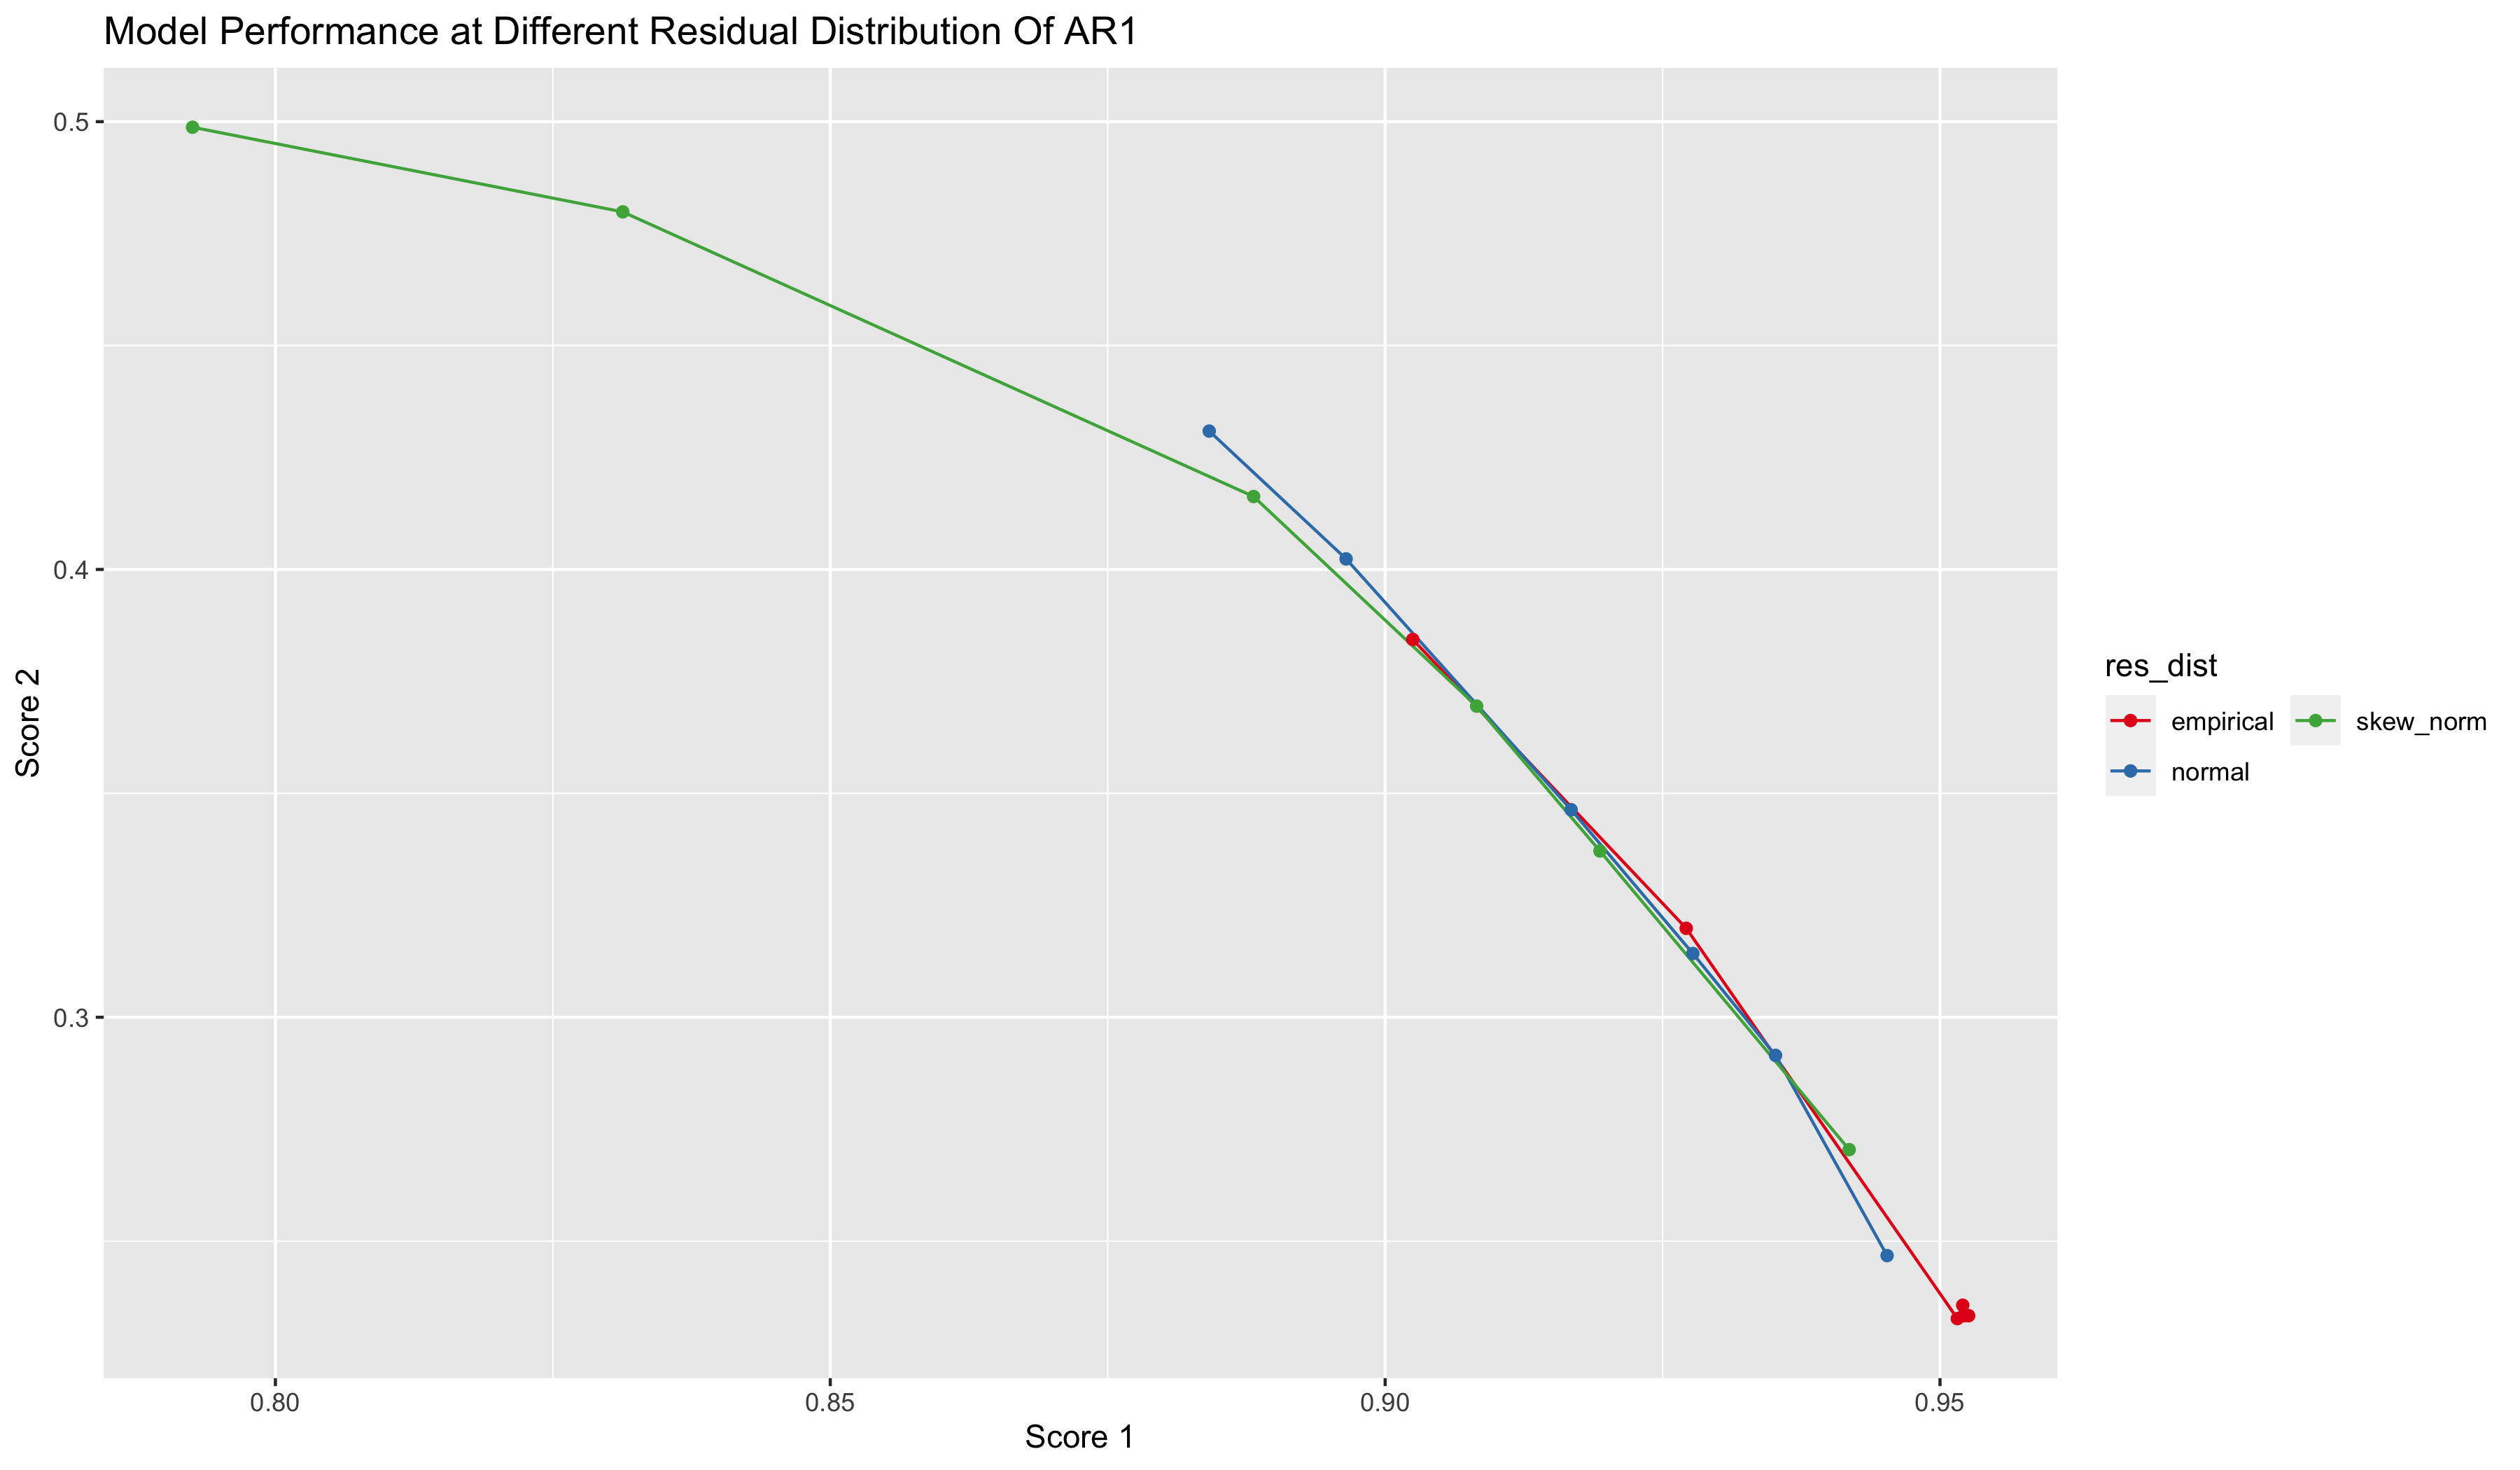 Model Performance at Different Residual Distribution Of AR1
0.5
0.4
0.3
Score 2
0.80 0.85 0.90 0.95
Score 1
res_dist
empirical skew_norm
normal